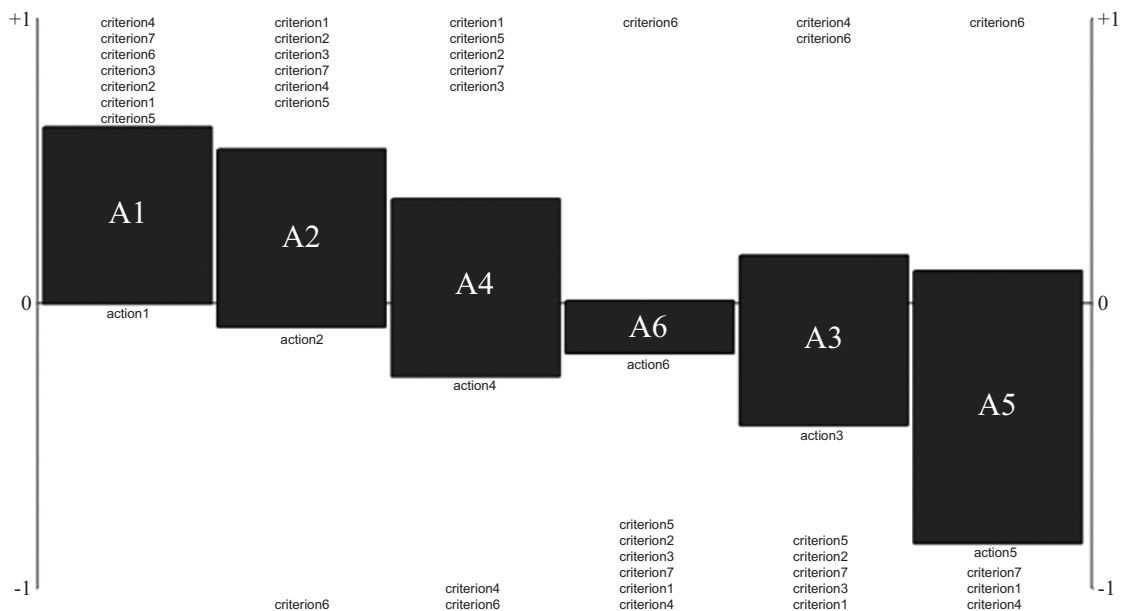 +1
criterion4
criterion7
criterion6
criterion3
criterion2
criterion1
criterion5
criterion1
criterion2
criterion3
criterion7
criterion4
criterion5
criterion1
criterion5
criterion2
criterion7
criterion3
criterion6
criterion4
criterion6
criterion6
+1
A1
A2
A4
A6
A3
A5
0
0
action1
action2
action4
action6
action3
action5
-1
criterion6
criterion4
criterion6
criterion5
criterion2
criterion3
criterion7
criterion1
criterion4
criterion5
criterion2
criterion7
criterion3
criterion1
criterion7
criterion1
criterion4
-1